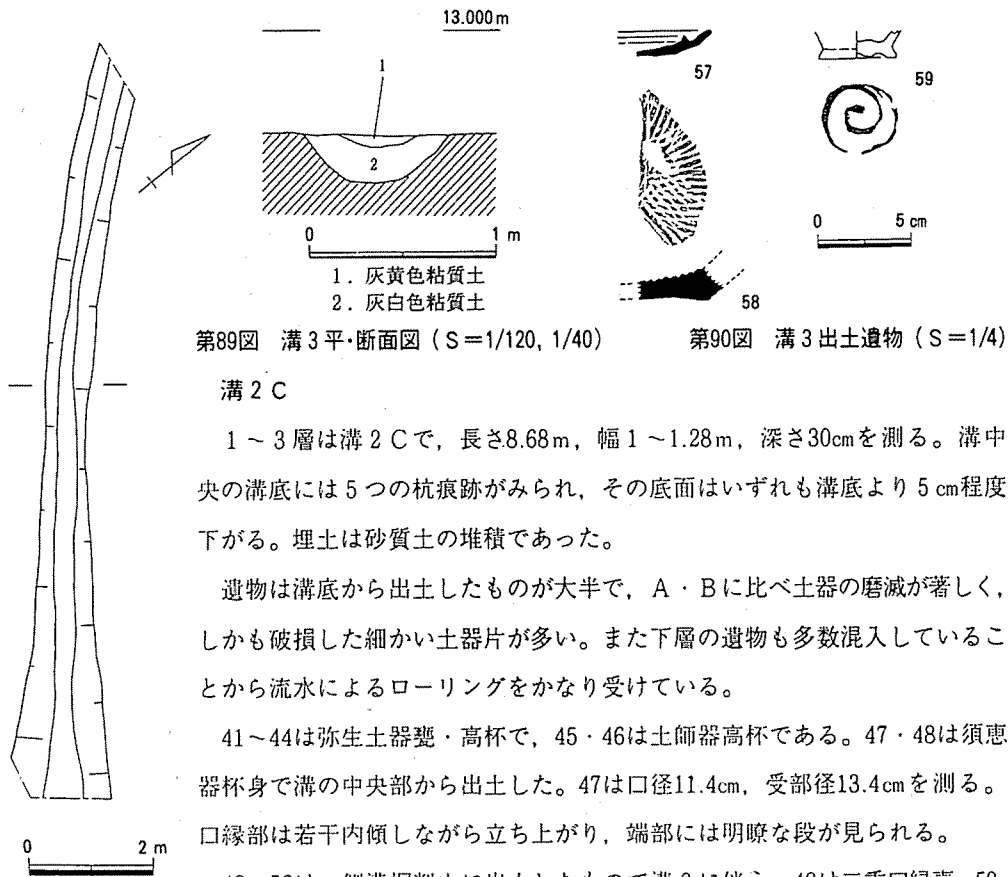 13.000m
1
2
0 1 m
1. 灰黄色粘質土
2. 灰白色粘質土
57
59
58
0 5 cm
第89図 溝3平・断面図（S＝1/120, 1/40）
第90図 溝3出土遺物（S＝1/4）
溝2C
1～3層は溝2Cで，長さ8.68m，幅1～1.28m，深さ30cmを測る。溝中
央の溝底には5つの杭痕跡がみられ，その底面はいずれも溝底より5cm程度
下がる。埋土は砂質土の堆積であった。
遺物は溝底から出土したものが大半で，A・Bに比べ土器の磨滅が著しく，
しかも破損した細かい土器片が多い。また下層の遺物も多数混入しているこ
とから流水によるローリングをかなり受けている。
41～44は弥生土器甕・高杯で，45・46は土師器高杯である。47・48は須恵
器杯身で溝の中央部から出土した。47は口径11.4cm，受部径13.4cmを測る。
口縁部は若干内傾しながら立ち上がり，端部には明瞭な段が見られる。
0 2 m